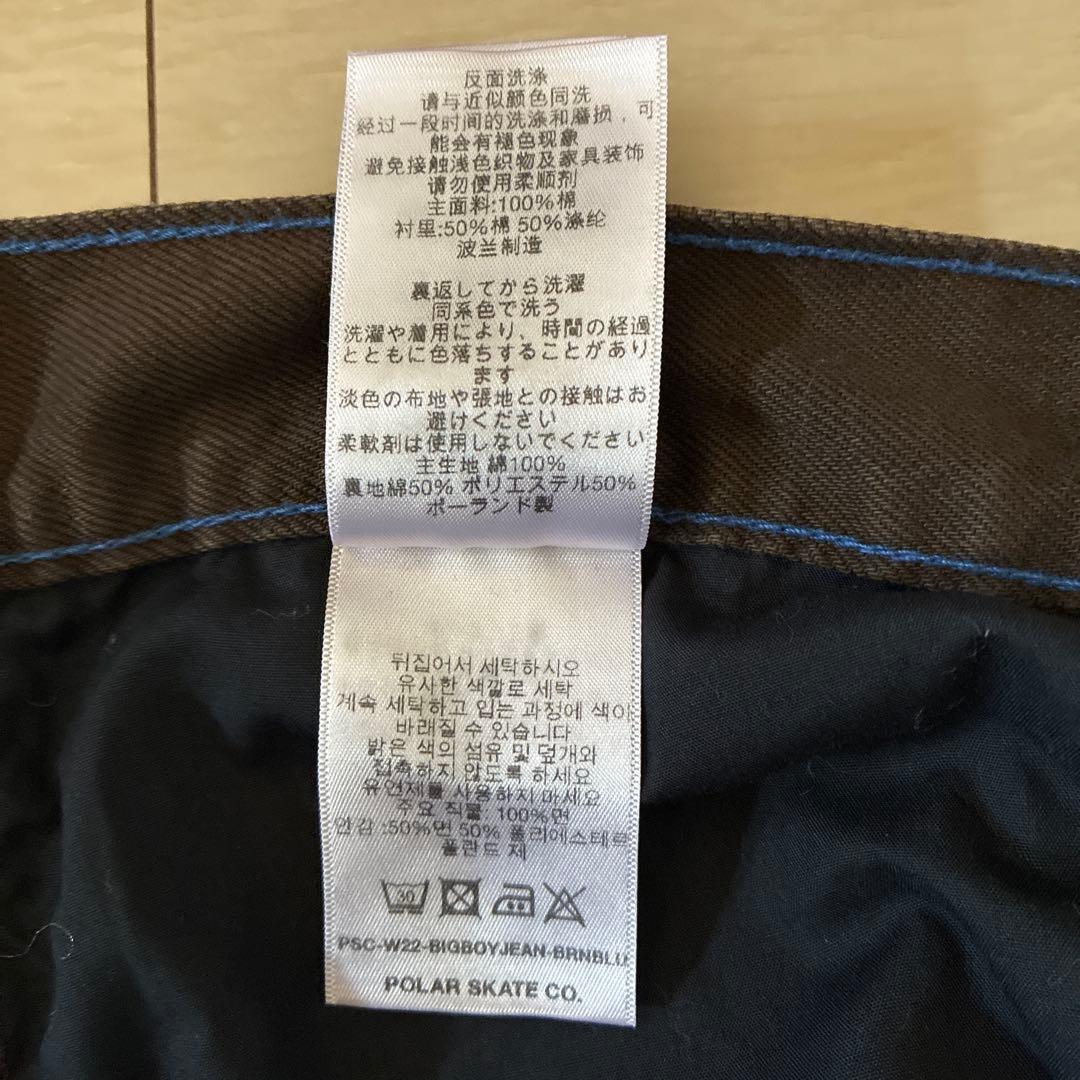 反面洗涤
请与近似颜色同洗
经过一段时间的洗涤和磨损，可
能会有褪色现象
避免接触浅色织物及家具装饰
请勿使用柔顺剂
主面料:100%棉
衬里:50%棉 50%涤纶
波兰制造
裏返してから洗濯
同系色で洗う
洗濯や着用により、時間の経過
とともに色落ちすることがあり
ます
淡色の布地や張地との接触はお
避けください
柔軟剤は使用しないでください
主生地 綿100%
裏地綿50% ポリエステル50%
ポーランド製
뒤집어서 세탁하시오
유사한 색깔로 세탁
계속 세탁하고 입는 과정에 색이
바래질 수 있습니다
밝은 색의 섬유 및 덮개와
접촉하지 않도록 하세요
유연제를 사용하지 마세요
주요 직물 100%면
안감 :50%면 50% 폴리에스테르
폴란드 제
30
PSC-W22-BIGBOYJEAN-BRNBLU
POLAR SKATE CO.